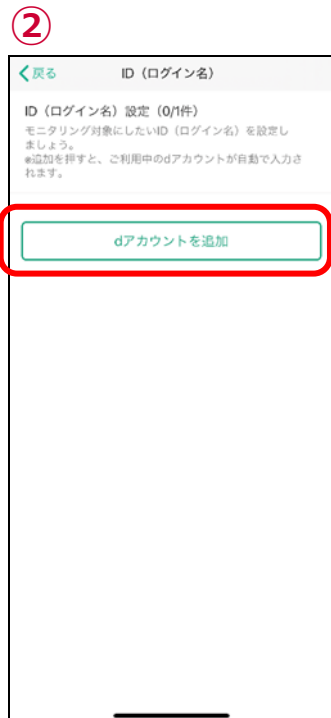 ②
戻る ID（ログイン名）
ID（ログイン名）設定（0/1件）
モニタリング対象にしたいID（ログイン名）を設定し
ましょう。
※追加を押すと、ご利用中のdアカウントが自動で入力さ
れます。
dアカウントを追加